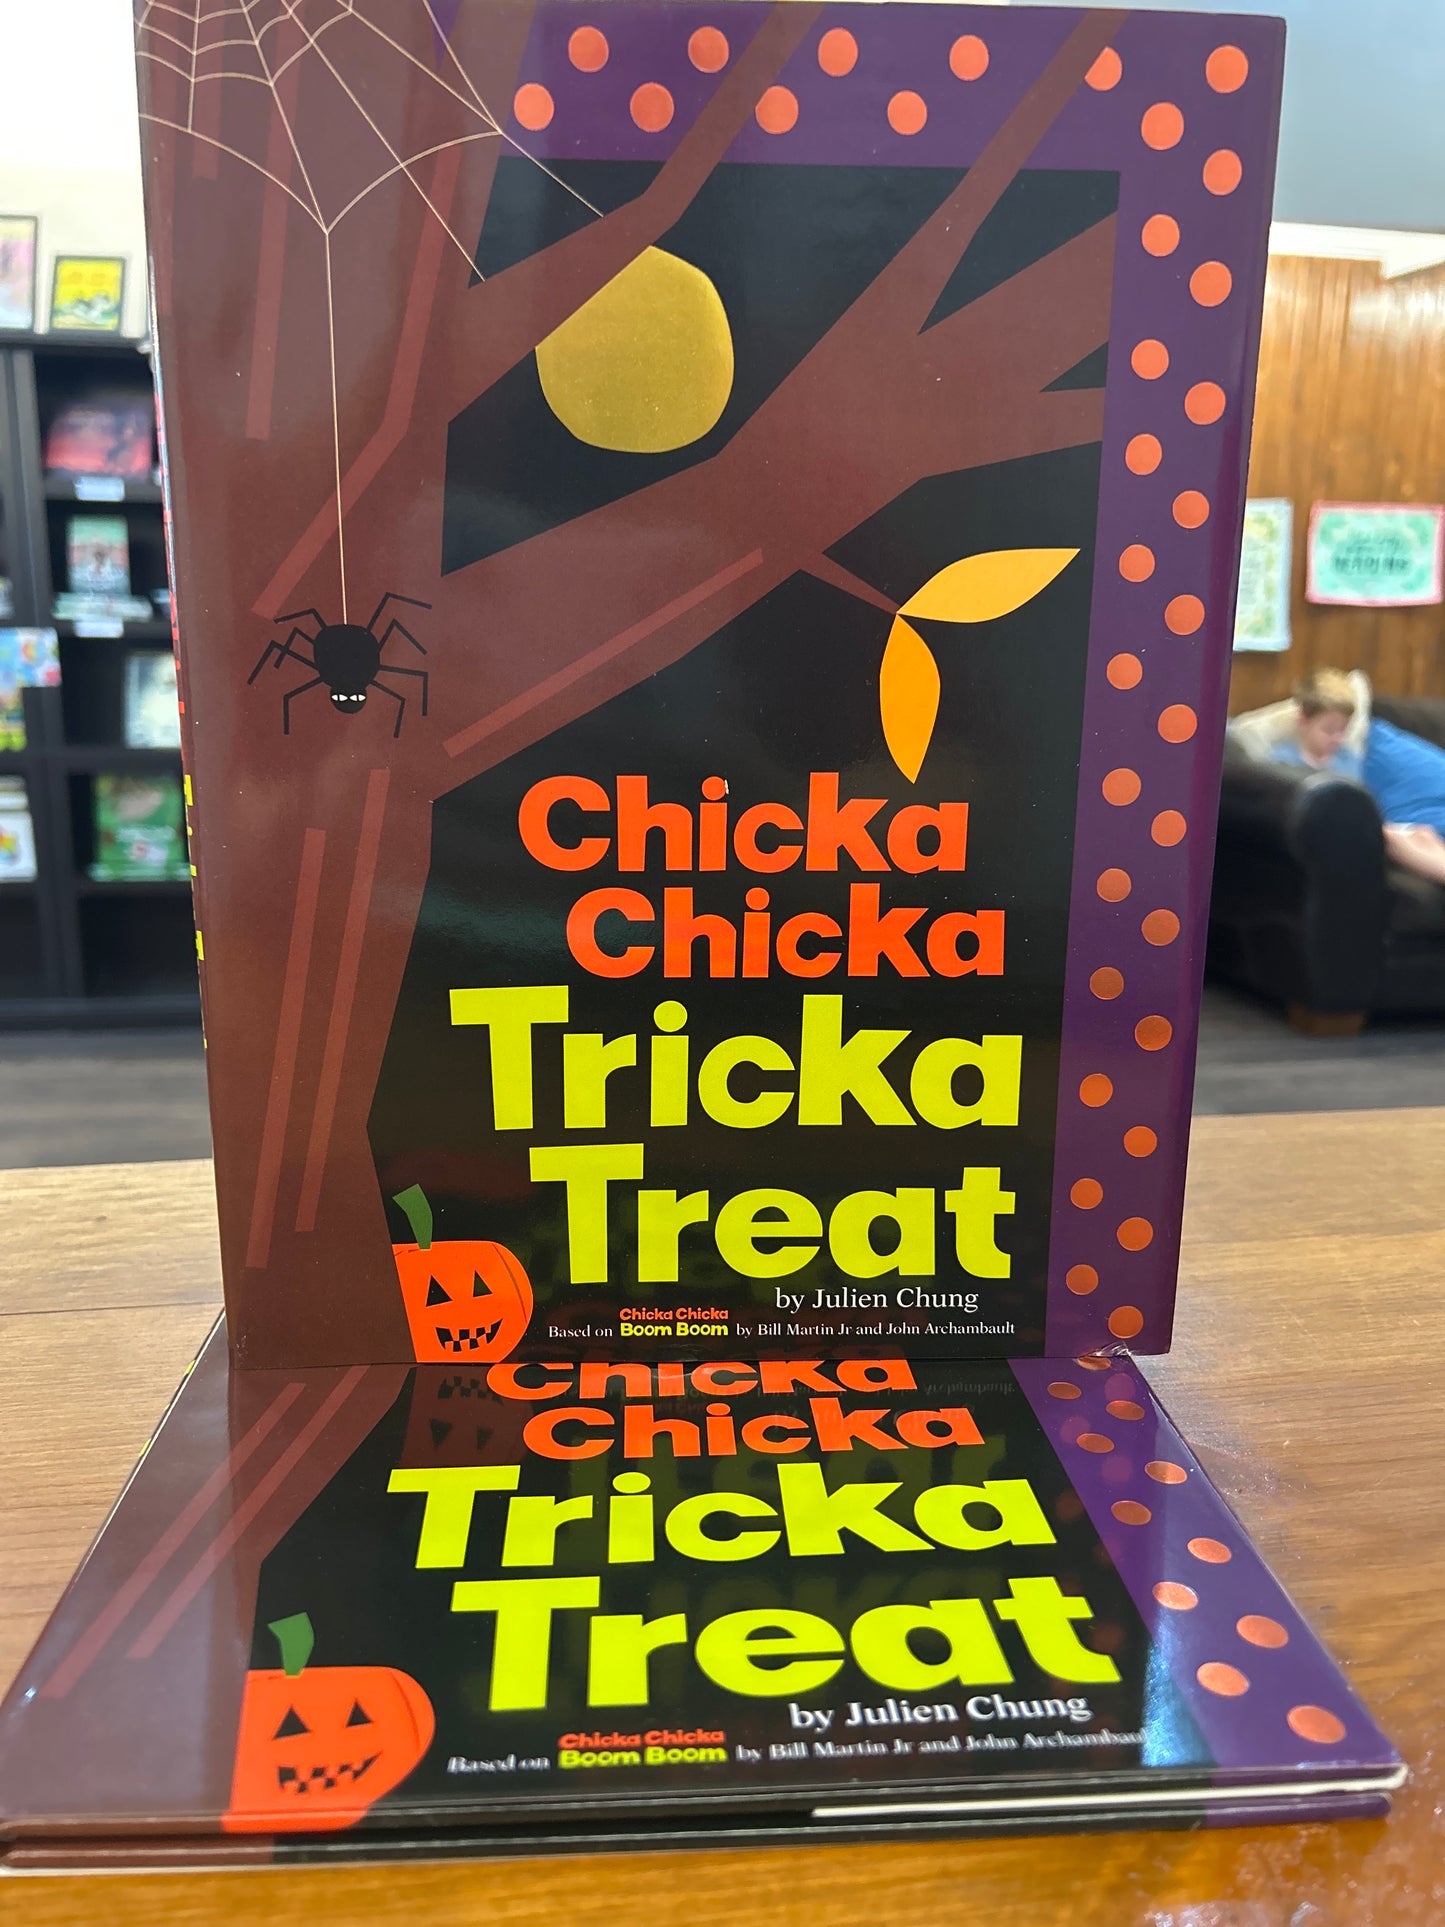 Chicka
Chicka
Tricka
Treat
by Julien Chung
Based on Chicka Chicka Boom Boom by Bill Martin Jr and John Archambault
Chicka
Chicka
Tricka
Treat
by Julien Chung
Based on Chicka Chicka Boom Boom by Bill Martin Jr and John Archambaul